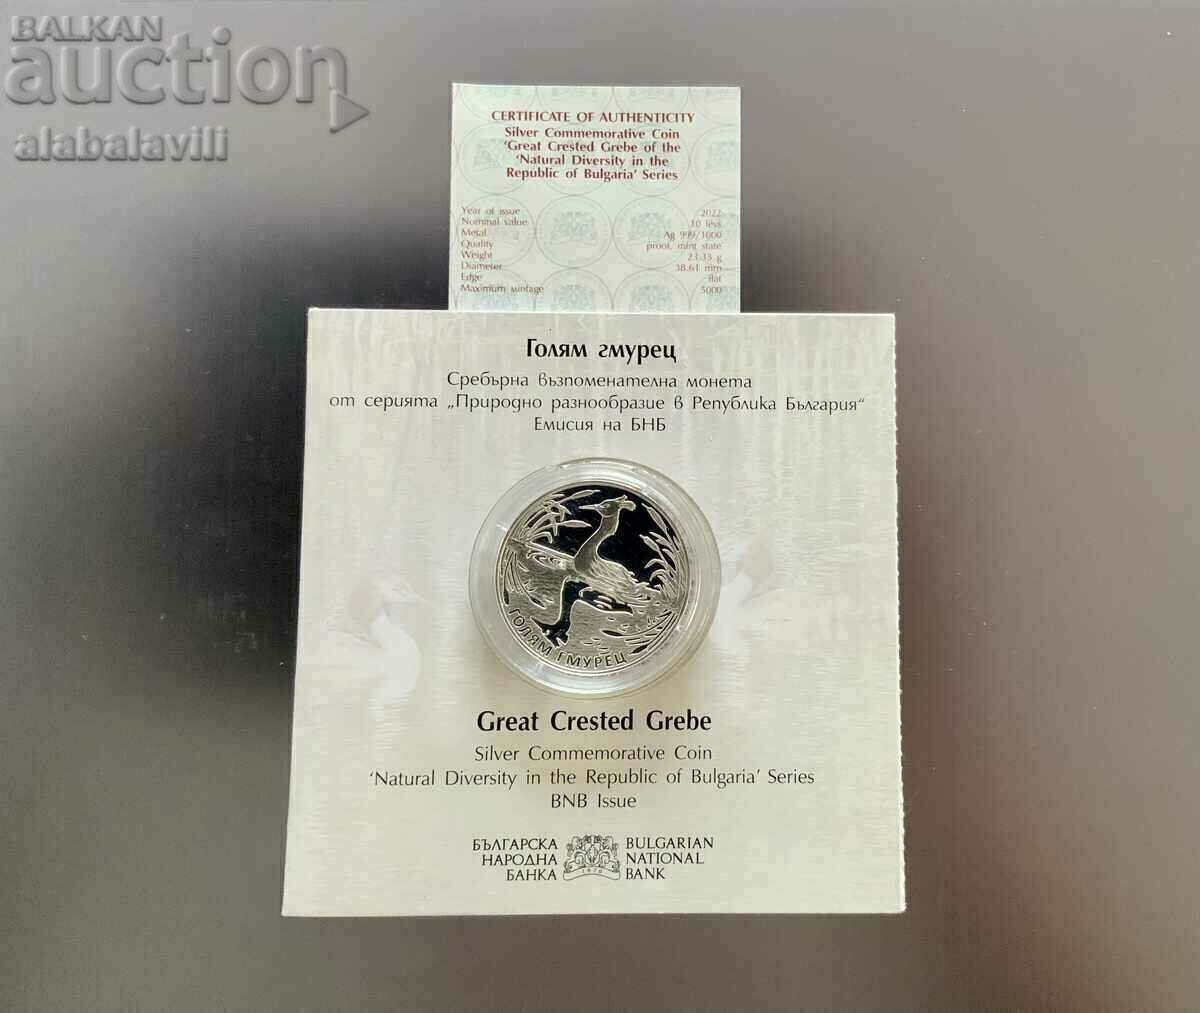 BALKAN
auction
alabalavili
CERTIFICATE OF AUTHENTICITY
Silver Commemorative Coin
'Great Crested Grebe of the
'Natural Diversity in the
Republic of Bulgaria' Series
Year of issue 2022
Nominal value 10 levs
Metal Ag 999/1000
Quality proof, mint state
Weight 23.33 g
Diameter 38.61 mm
Edge flat
Maximum mintage 5000
Голям гмурец
Сребърна възпоменателна монета
от серията „Природно разнообразие в Република България“
Емисия на БНБ
ГОЛЯМ ГМУРЕЦ
Great Crested Grebe
Silver Commemorative Coin
'Natural Diversity in the Republic of Bulgaria' Series
BNB Issue
БЪЛГАРСКА
НАРОДНА
БАНКА
1879
BULGARIAN
NATIONAL
BANK